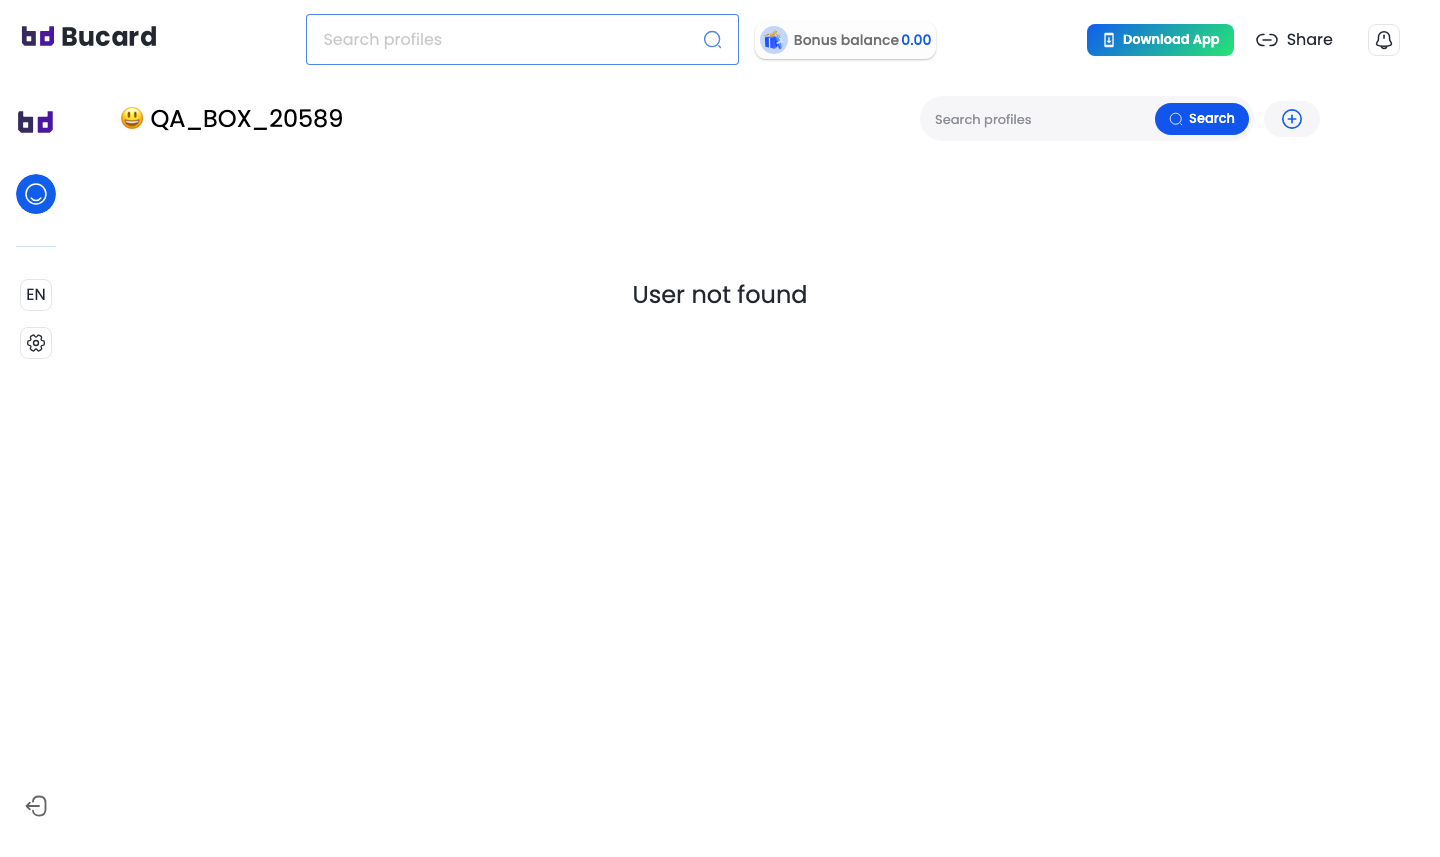 bd Bucard
Search profiles
Bonus balance 0.00
Download App
Share
bd
😃 QA_BOX_20589
Search profiles
Search
EN
User not found